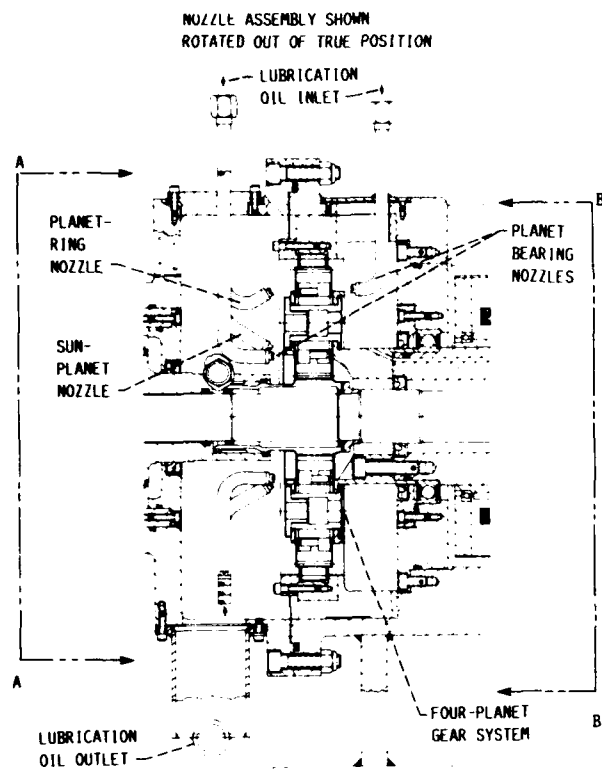 NOZZLE ASSEMBLY SHOWN
ROTATED OUT OF TRUE POSITION
LUBRICATION
OIL INLET
A
B
PLANET-
RING
NOZZLE
PLANET
BEARING
NOZZLES
SUN-
PLANET
NOZZLE
A
B
FOUR-PLANET
GEAR SYSTEM
LUBRICATION
OIL OUTLET